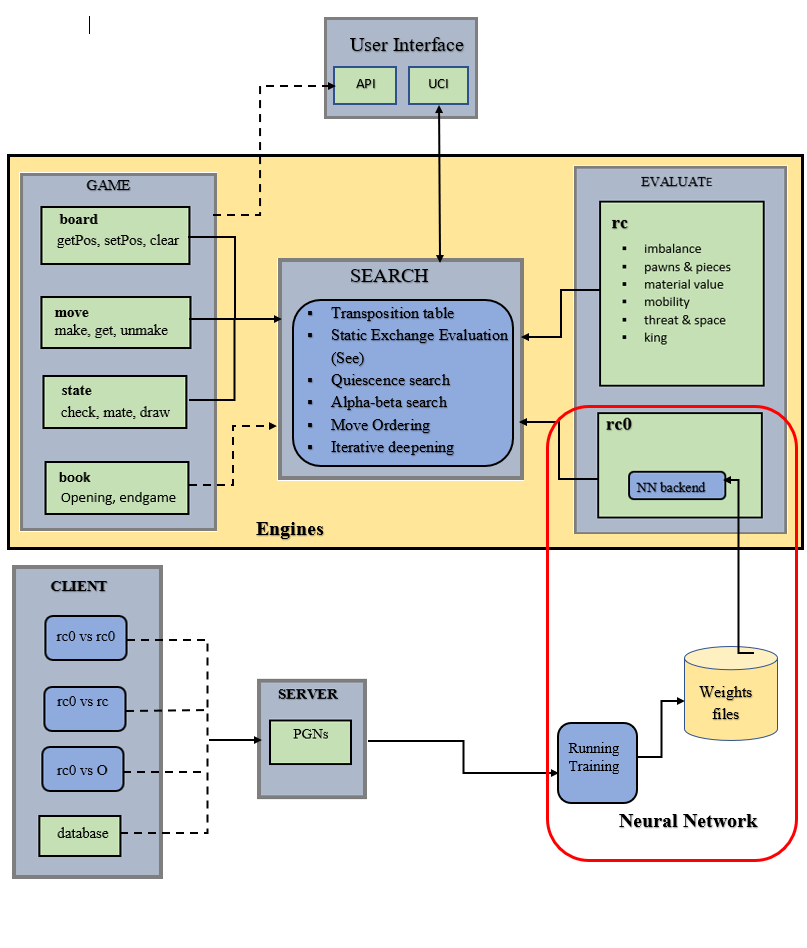 User Interface
API
UCI
GAME
board
getPos, setPos, clear
move
make, get, unmake
state
check, mate, draw
book
Opening, endgame
SEARCH
▪ Transposition table
▪ Static Exchange Evaluation
(See)
▪ Quiescence search
▪ Alpha-beta search
▪ Move Ordering
▪ Iterative deepening
EVALUATE
rc
▪ imbalance
▪ pawns & pieces
▪ material value
▪ mobility
▪ threat & space
▪ king
rc0
NN backend
Engines
CLIENT
rc0 vs rc0
rc0 vs rc
rc0 vs O
database
SERVER
PGNs
Running
Training
Weights
files
Neural Network